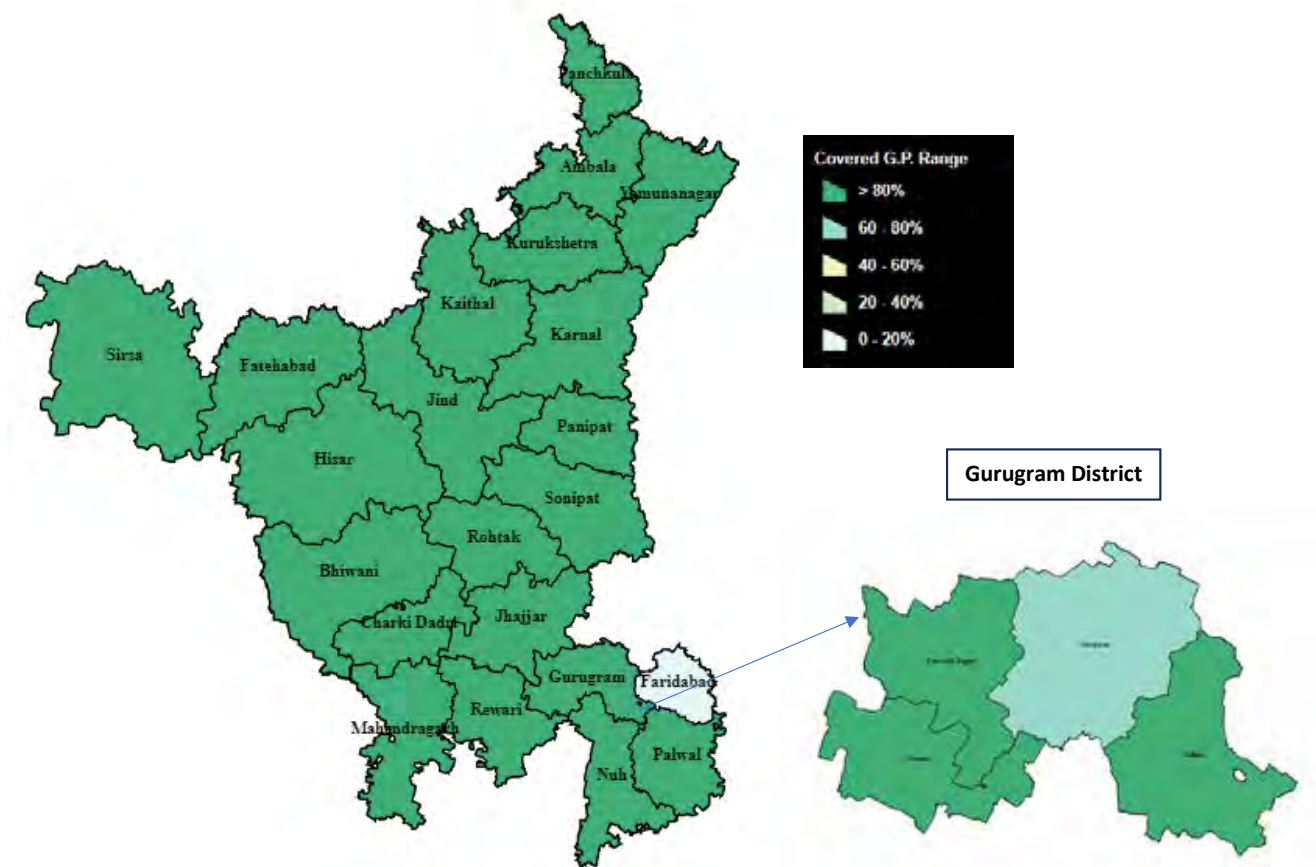 Panchkula
Ambala
Yamunanagar
Kurukshetra
Kaithal
Karnal
Sirsa
Fatehabad
Jind
Panipat
Hisar
Sonipat
Rohtak
Bhiwani
Charki Dadri
Jhajjar
Gurugram
Faridabad
Rewari
Mahendragarh
Palwal
Nuh
Covered G.P. Range
> 80%
60 - 80%
40 - 60%
20 - 40%
0 - 20%
Gurugram District